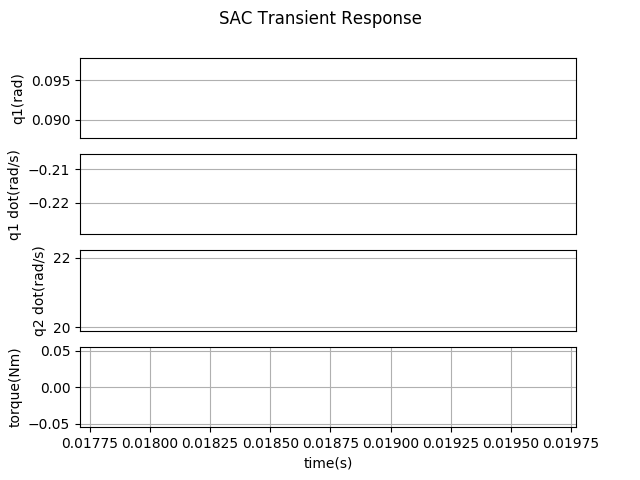 SAC Transient Response
q1(rad)
0.095
0.090
q1 dot(rad/s)
−0.21
−0.22
q2 dot(rad/s)
22
20
torque(Nm)
0.05
0.00
−0.05
0.01775 0.01800 0.01825 0.01850 0.01875 0.01900 0.01925 0.01950 0.01975
time(s)